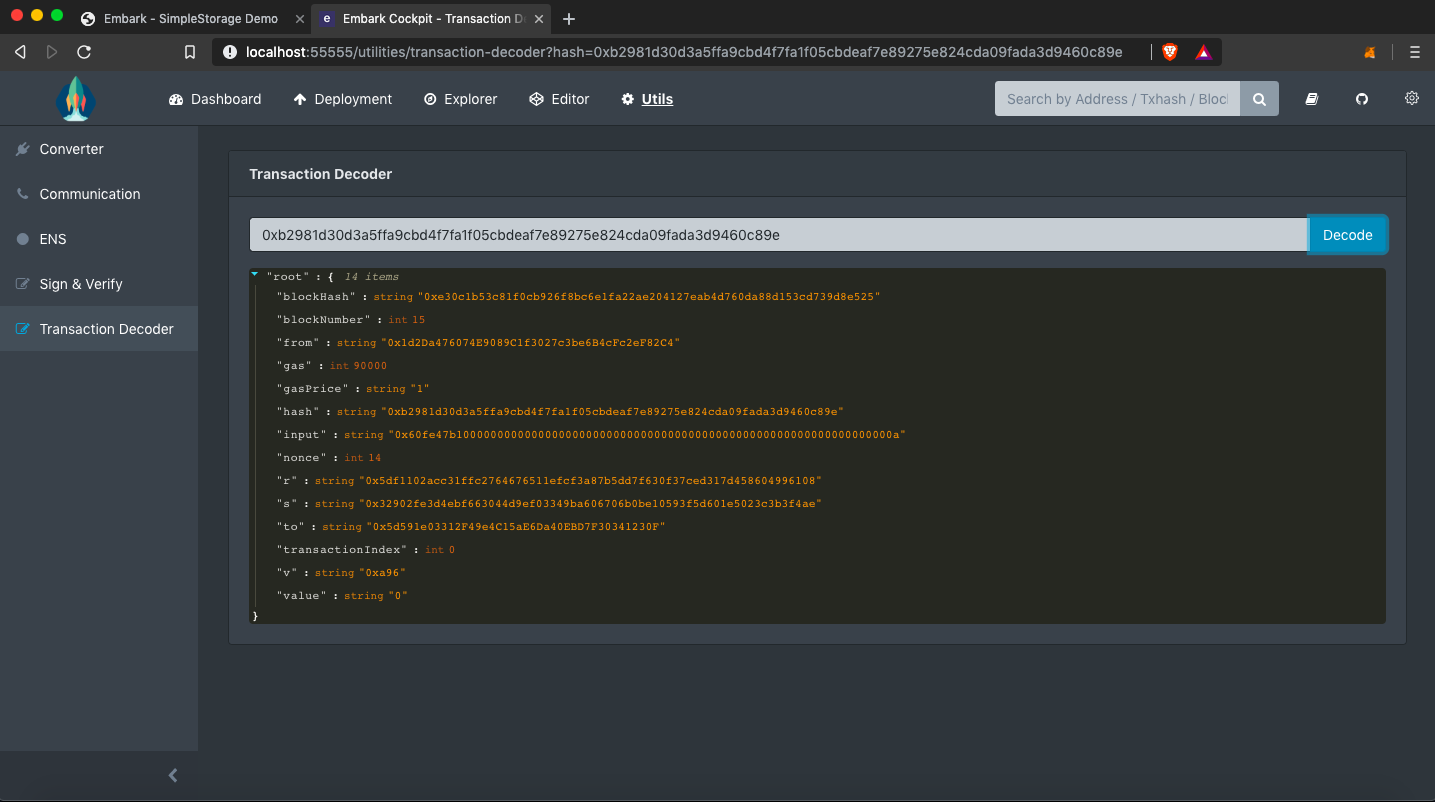 Embark - SimpleStorage Demo
Embark Cockpit - Transaction De
localhost:55555/utilities/transaction-decoder?hash=0xb2981d30d3a5ffa9cbd4f7fa1f05cbdeaf7e89275e824cda09fada3d9460c89e
Dashboard Deployment Explorer Editor Utils
Search by Address / Txhash / Block
Converter
Communication
ENS
Sign & Verify
Transaction Decoder
Transaction Decoder
0xb2981d30d3a5ffa9cbd4f7fa1f05cbdeaf7e89275e824cda09fada3d9460c89e
Decode
"root" : { 14 items
"blockHash" : string "0xe30c1b53c81f0cb926f8bc6e1fa22ae204127eab4d760da88d153cd739d8e525"
"blockNumber" : int 15
"from" : string "0x1d2Da476074E9089C1f3027c3be6B4cFc2eF82C4"
"gas" : int 90000
"gasPrice" : string "1"
"hash" : string "0xb2981d30d3a5ffa9cbd4f7fa1f05cbdeaf7e89275e824cda09fada3d9460c89e"
"input" : string "0x60fe47b1000000000000000000000000000000000000000000000000000000000000000a"
"nonce" : int 14
"r" : string "0x5df1102acc31ffc2764676511efcf3a87b5dd7f630f37ced317d458604996108"
"s" : string "0x32902fe3d4ebf663044d9ef03349ba606706b0be10593f5d601e5023c3b3f4ae"
"to" : string "0x5d591e03312F49e4C15aE6Da40EBD7F30341230F"
"transactionIndex" : int 0
"v" : string "0xa96"
"value" : string "0"
}